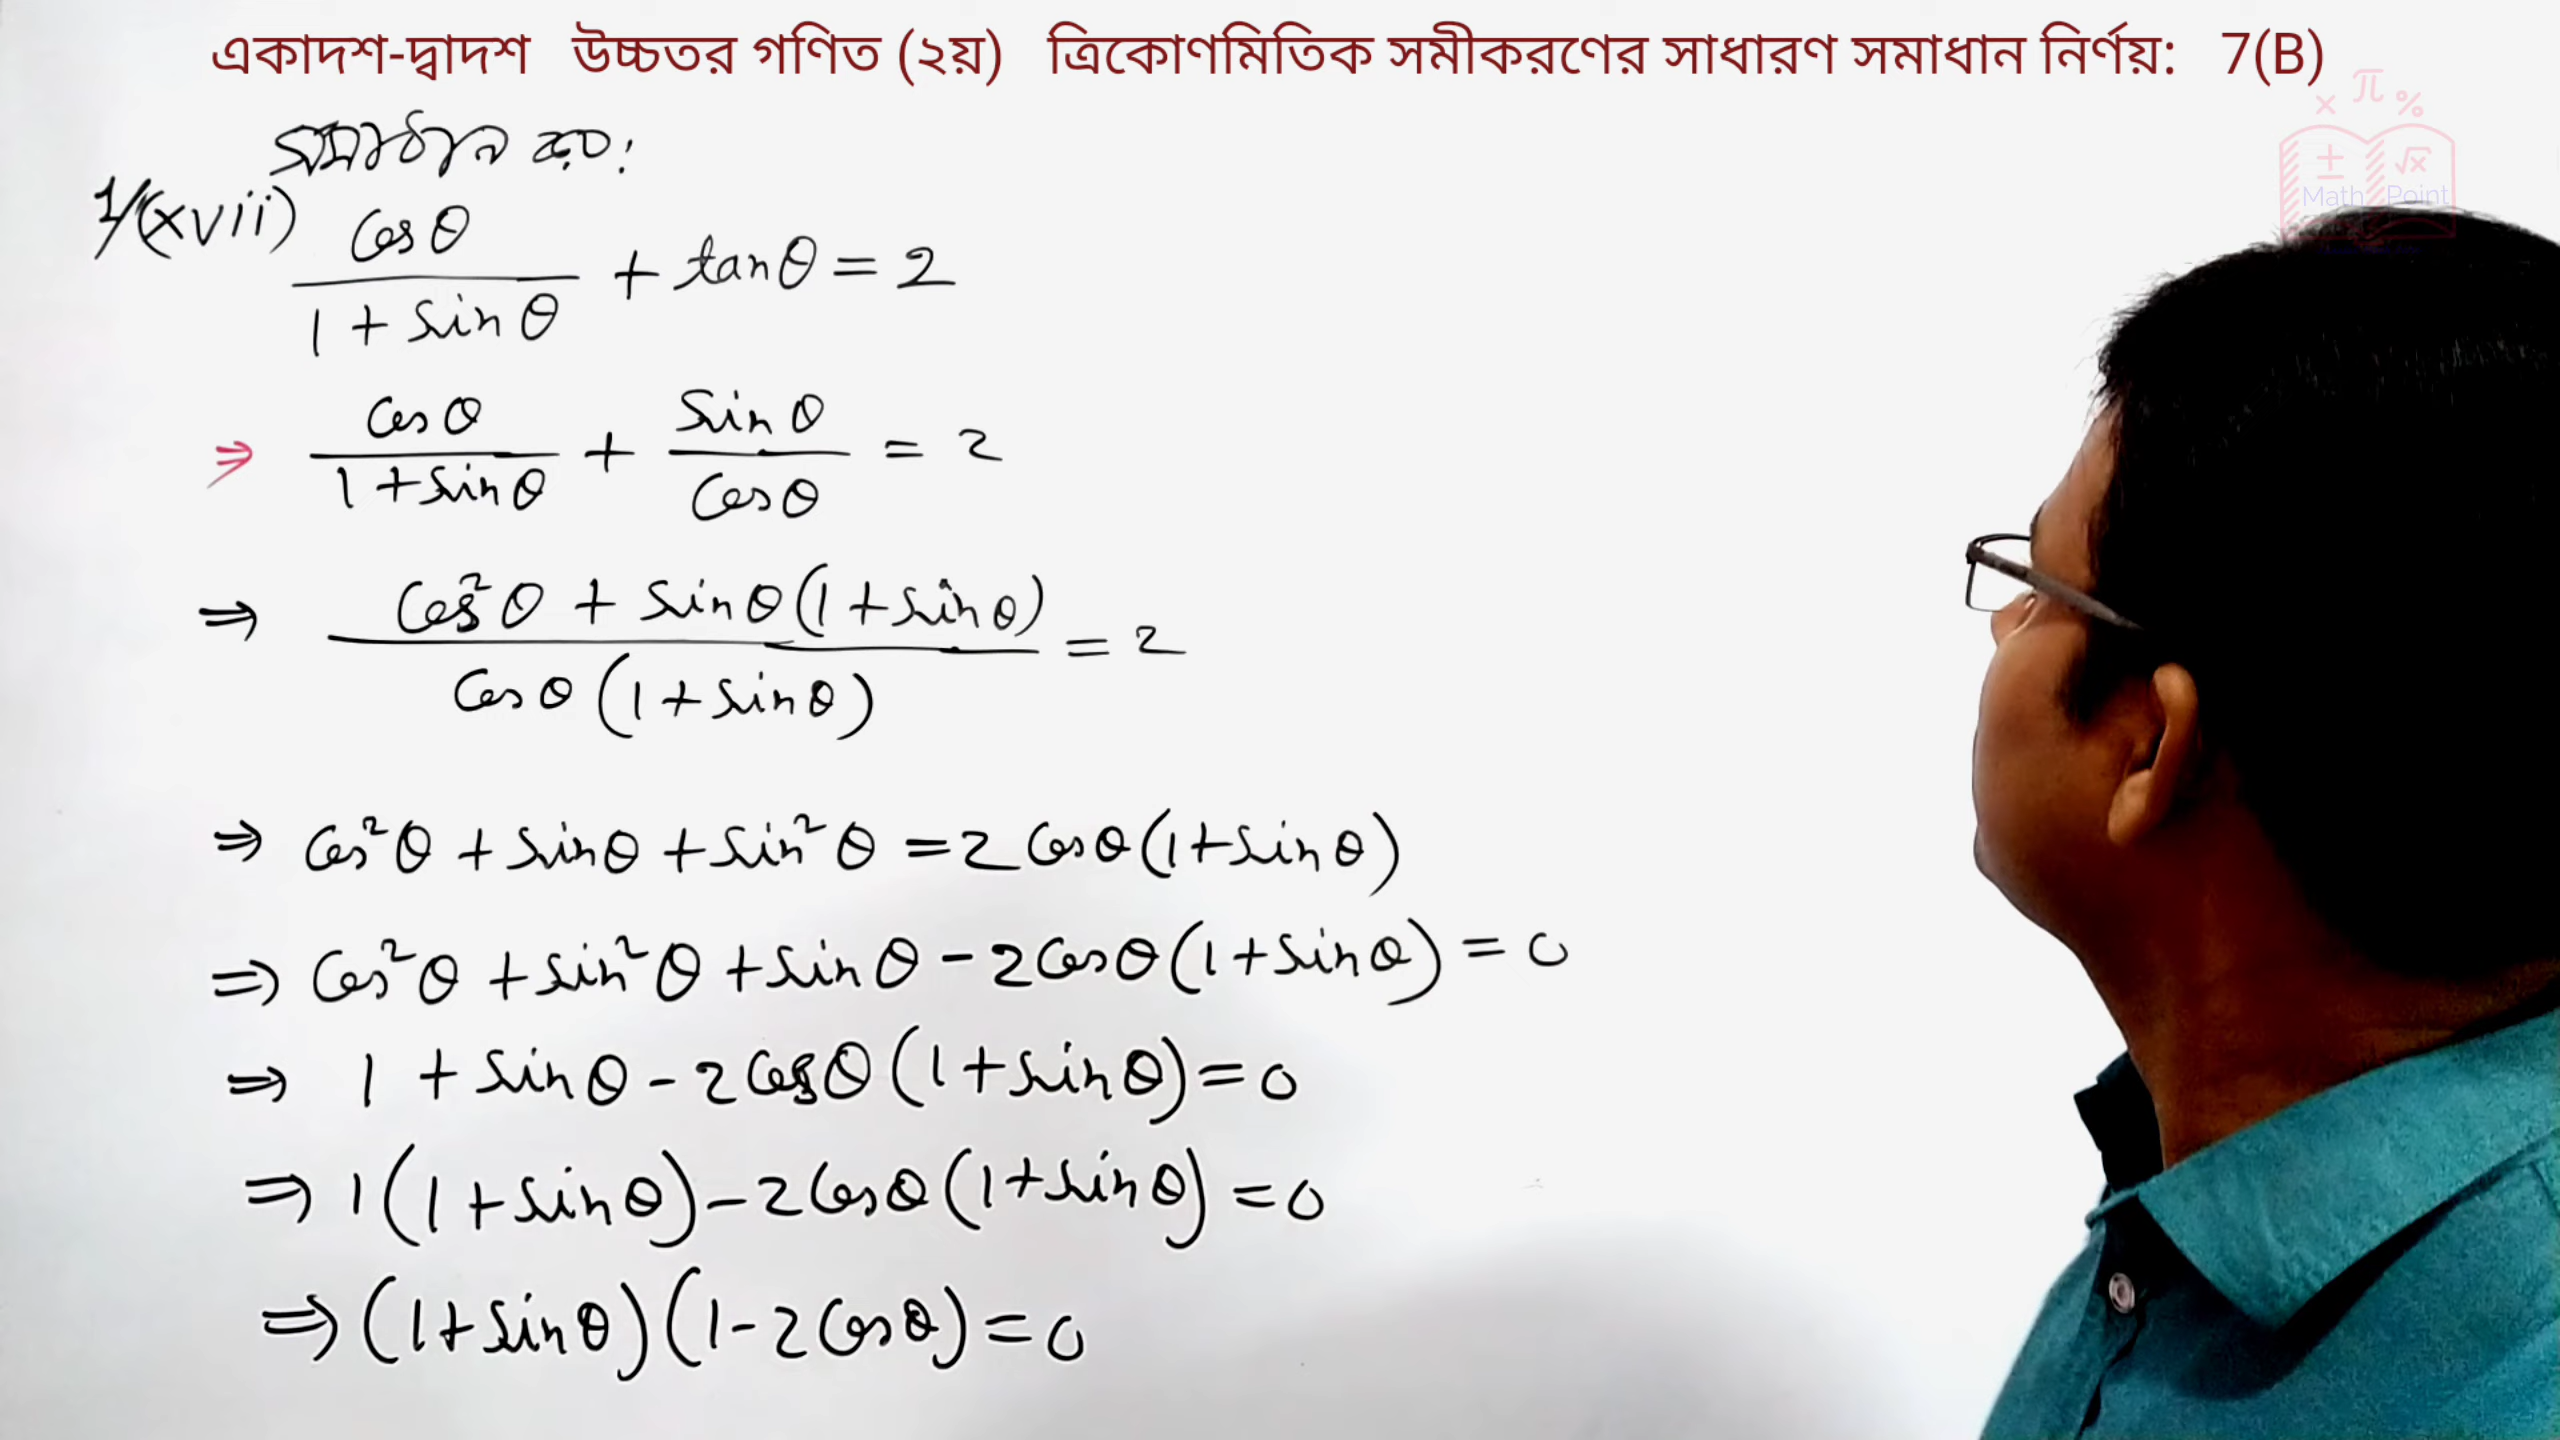 একাদশ-দ্বাদশ উচ্চতর গণিত (২য়) ত্রিকোণমিতিক সমীকরণের সাধারণ সমাধান নির্ণয়: 7(B)
π × %
± √x
Math Point
সমাধান কর:
1/(xvii) cosθ/(1 + sinθ) + tanθ = 2
⇒ cosθ/(1 + sinθ) + sinθ/cosθ = 2
⇒ (cos²θ + sinθ(1 + sinθ))/(cosθ(1 + sinθ)) = 2
⇒ cos²θ + sinθ + sin²θ = 2cosθ(1 + sinθ)
⇒ cos²θ + sin²θ + sinθ - 2cosθ(1 + sinθ) = 0
⇒ 1 + sinθ - 2cosθ(1 + sinθ) = 0
⇒ 1(1 + sinθ) - 2cosθ(1 + sinθ) = 0
⇒ (1 + sinθ)(1 - 2cosθ) = 0